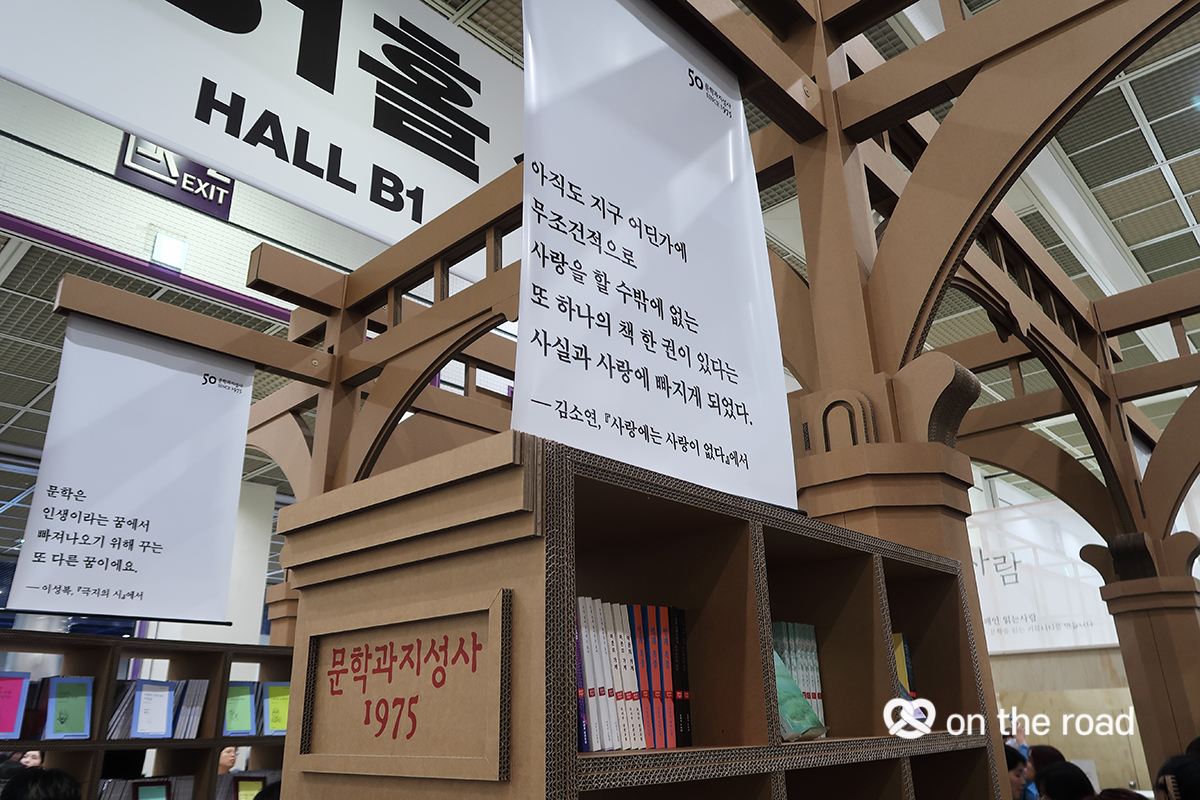 홀
HALL B1
EXIT
50 문학과지성사
SINCE 1975
아직도 지구 어딘가에
무조건적으로
사랑을 할 수밖에 없는
또 하나의 책 한 권이 있다는
사실과 사랑에 빠지게 되었다.
— 김소연, 『사랑에는 사랑이 없다』에서
50 문학과지성사
SINCE 1975
문학은
인생이라는 꿈에서
빠져나오기 위해 꾸는
또 다른 꿈이에요.
— 이성복, 『극지의 시』에서
문학과지성사
1975
사람
on the road